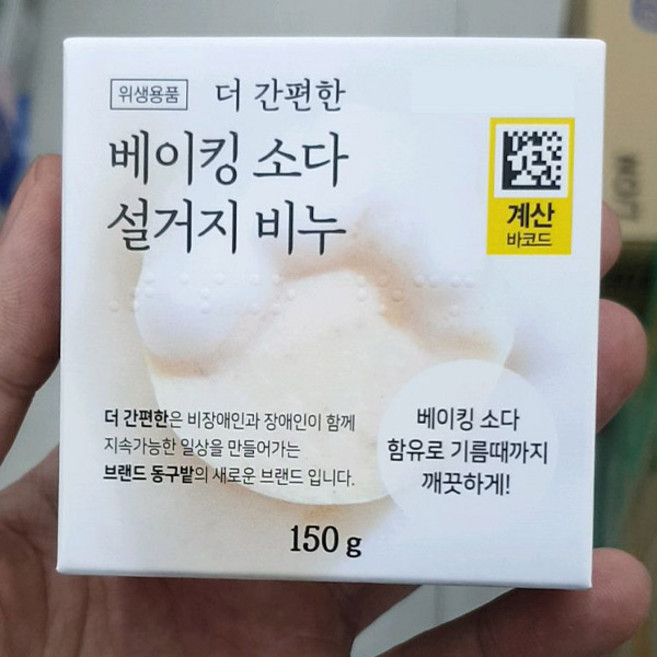 위생용품 더 간편한
베이킹 소다
설거지 비누
계산
바코드
더 간편한은 비장애인과 장애인이 함께
지속가능한 일상을 만들어가는
브랜드 동구밭의 새로운 브랜드 입니다.
베이킹 소다
함유로 기름때까지
깨끗하게!
150 g